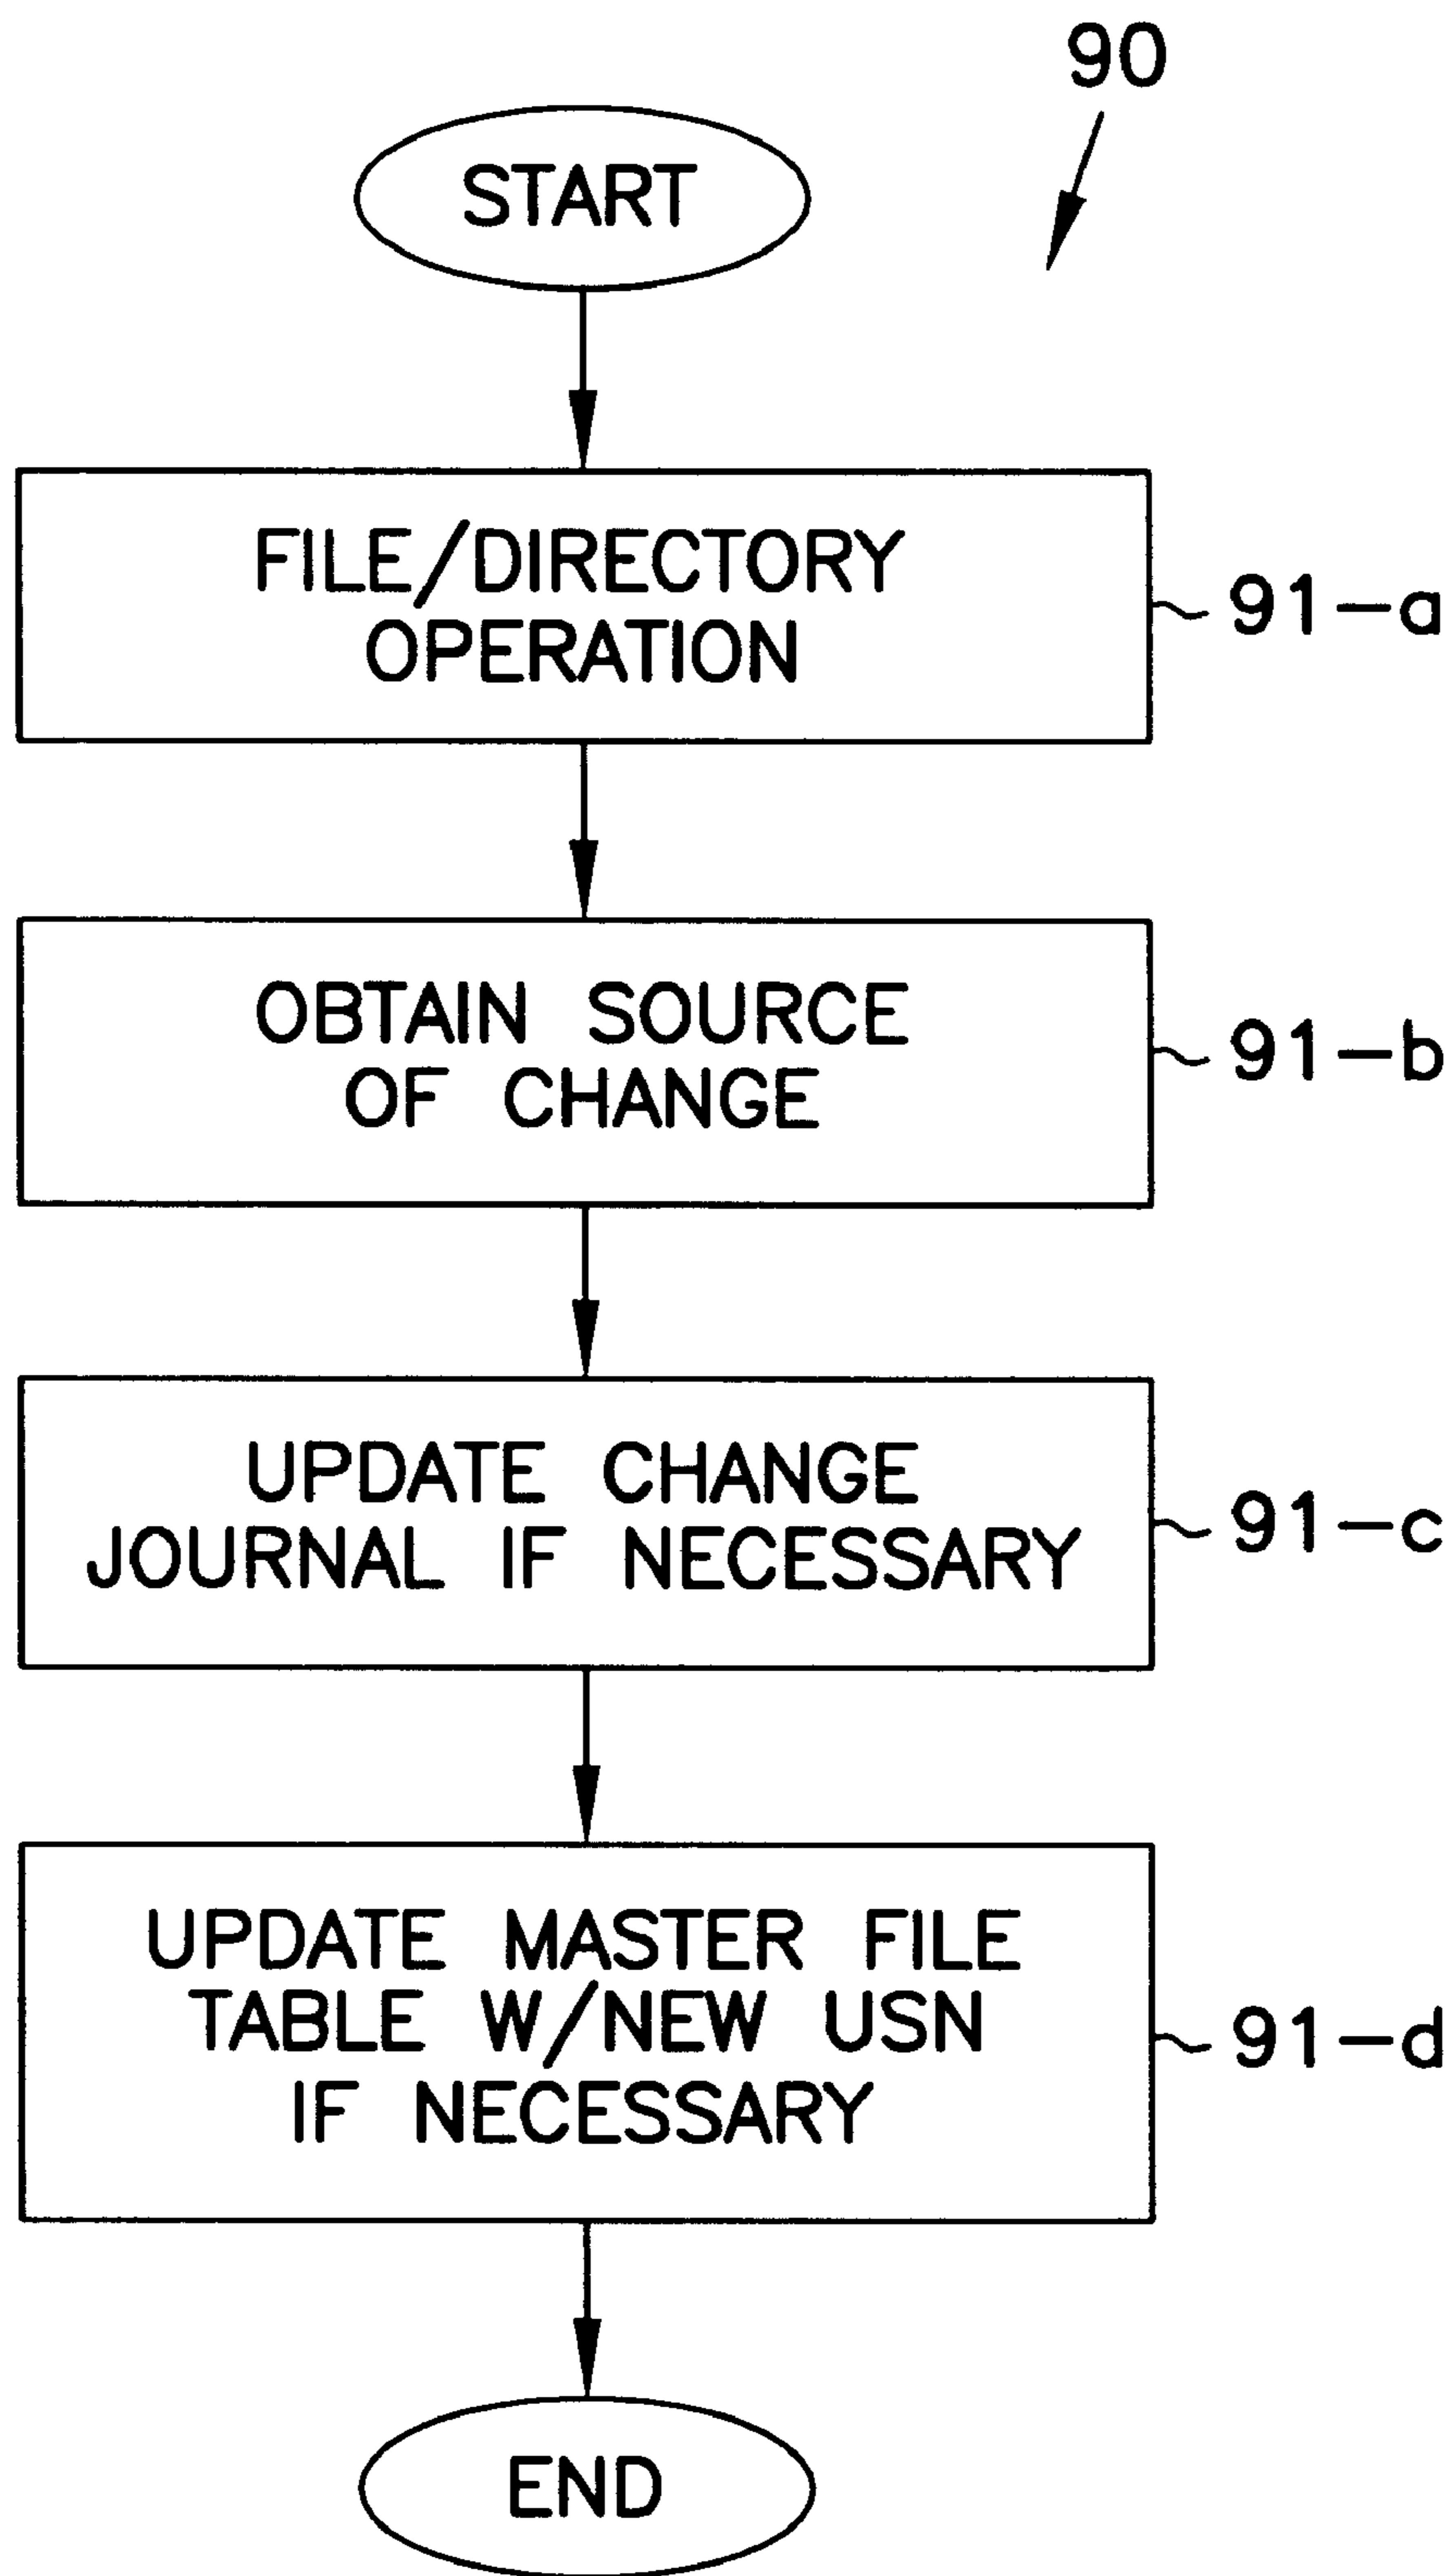 90
START
FILE/DIRECTORY
OPERATION
91-a
OBTAIN SOURCE
OF CHANGE
91-b
UPDATE CHANGE
JOURNAL IF NECESSARY
91-c
UPDATE MASTER FILE
TABLE W/NEW USN
IF NECESSARY
91-d
END